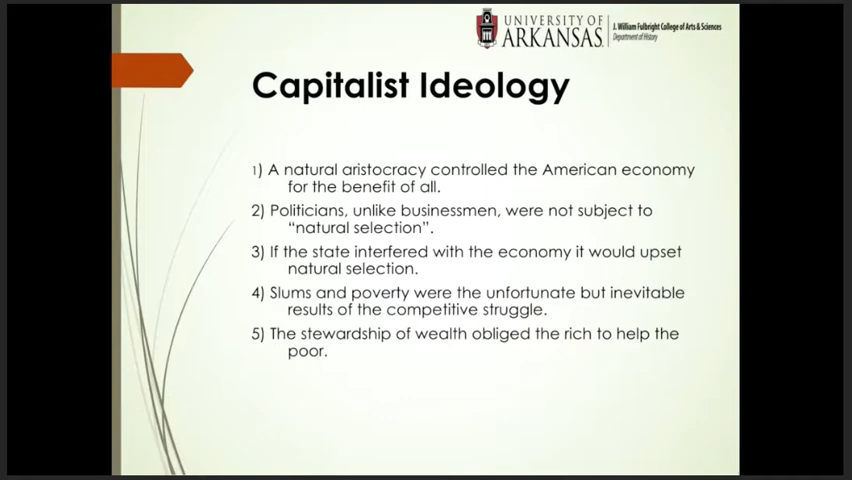 UNIVERSITY OF
ARKANSAS
J. William Fulbright College of Arts & Sciences
Department of History
Capitalist Ideology
1) A natural aristocracy controlled the American economy
for the benefit of all.
2) Politicians, unlike businessmen, were not subject to
“natural selection”.
3) If the state interfered with the economy it would upset
natural selection.
4) Slums and poverty were the unfortunate but inevitable
results of the competitive struggle.
5) The stewardship of wealth obliged the rich to help the
poor.